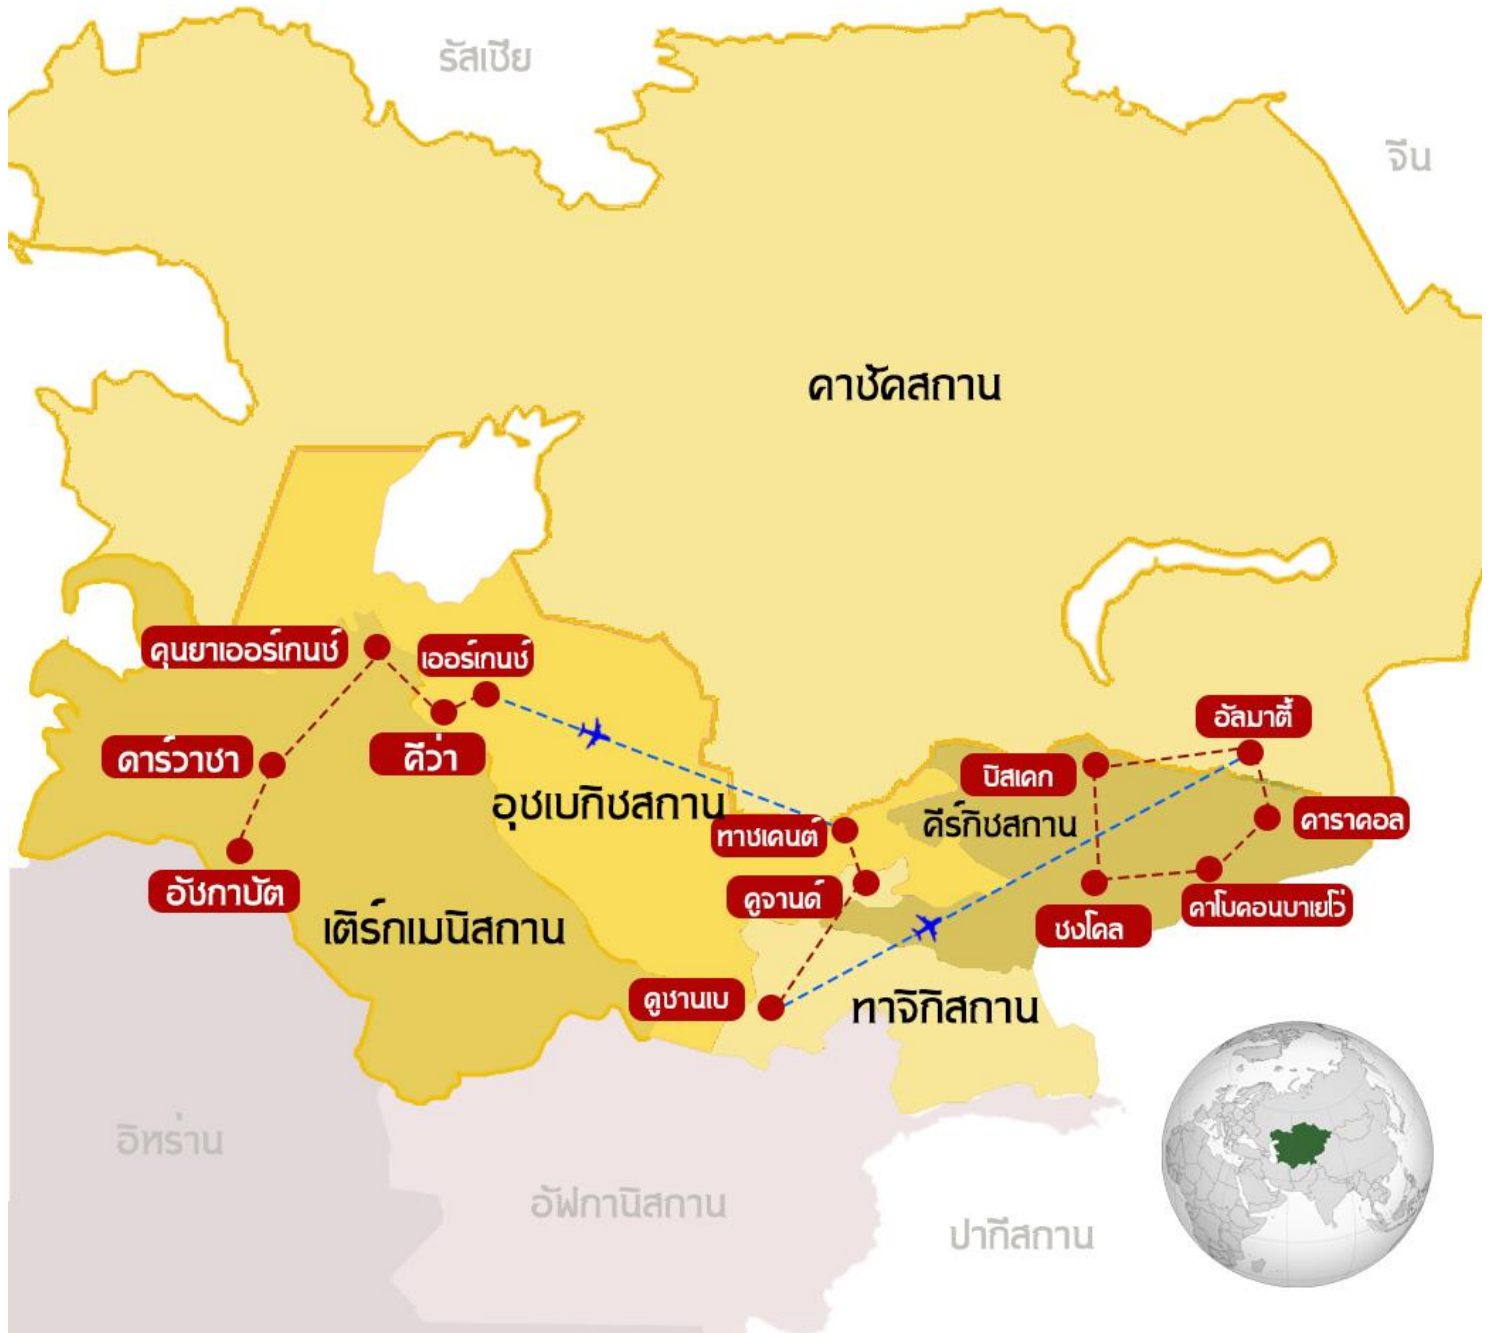 รัสเซีย
จีน
คาซัคสถาน
คุนยาเออร์เกนช์
เออร์เกนช์
ดาร์วาซา
คีว่า
อัชกาบัต
อุซเบกิซสถาน
เติร์กเมนิสถาน
ทาชเคนต์
คูจานด์
ดูชานเบ
ทาจิกิสถาน
คีร์กิซสถาน
บิสเคก
อัลมาตี้
คาราคอล
คาโบคอนบาเยโว่
ซงโคล
อิหร่าน
อัฟกานิสถาน
ปากีสถาน